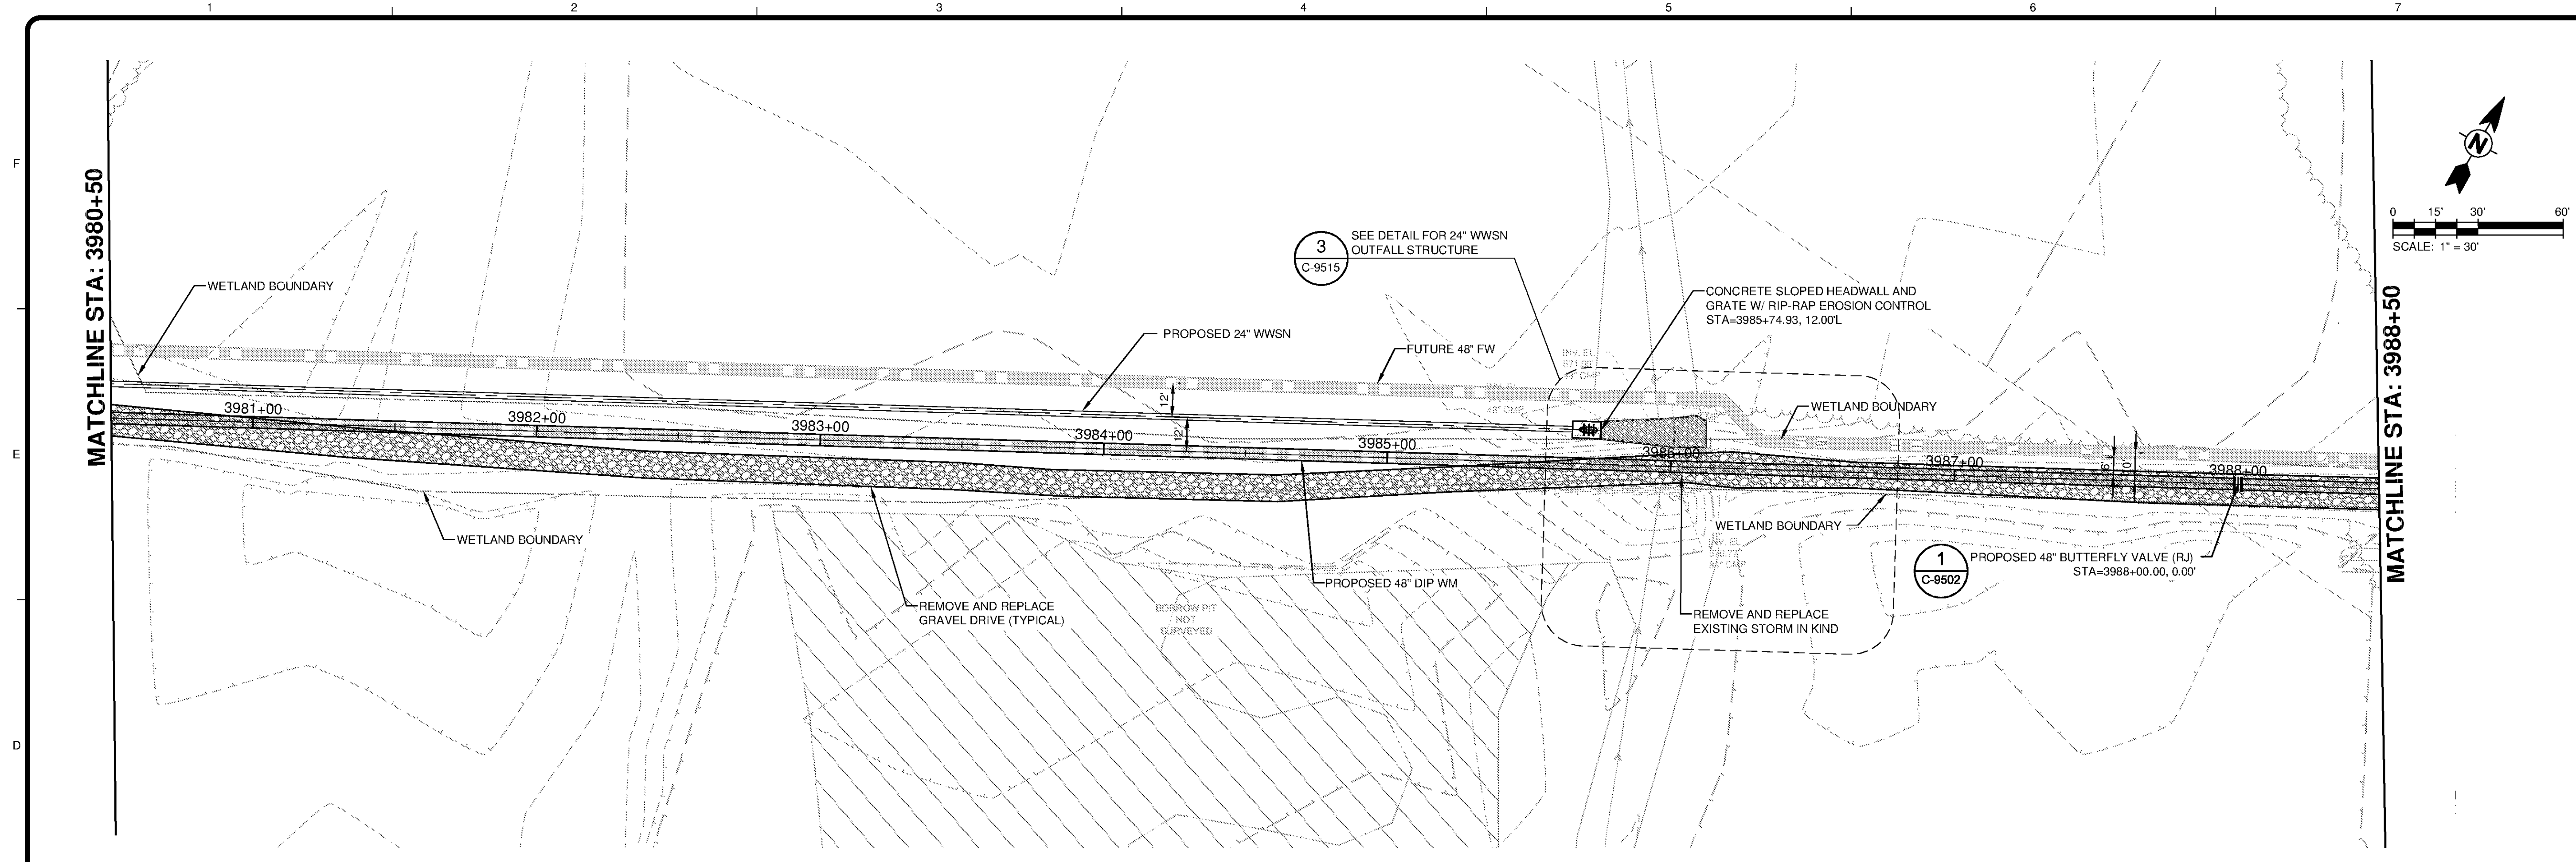 1
2
3
4
5
6
7
F
E
D
MATCHLINE STA: 3980+50
MATCHLINE STA: 3988+50
N
0 15' 30' 60'
SCALE: 1" = 30'
3
C-9515
SEE DETAIL FOR 24" WWSN
OUTFALL STRUCTURE
WETLAND BOUNDARY
CONCRETE SLOPED HEADWALL AND
GRATE W/ RIP-RAP EROSION CONTROL
STA=3985+74.93, 12.00'L
PROPOSED 24" WWSN
FUTURE 48" FW
INV. EL.
12'
12'
WETLAND BOUNDARY
3981+00
3982+00
3983+00
3984+00
3985+00
3986+00
3987+00
3988+00
WETLAND BOUNDARY
WETLAND BOUNDARY
1
C-9502
PROPOSED 48" BUTTERFLY VALVE (RJ)
STA=3988+00.00, 0.00'
PROPOSED 48" DIP WM
REMOVE AND REPLACE
GRAVEL DRIVE (TYPICAL)
BORROW PIT
NOT
SURVEYED
REMOVE AND REPLACE
EXISTING STORM IN KIND